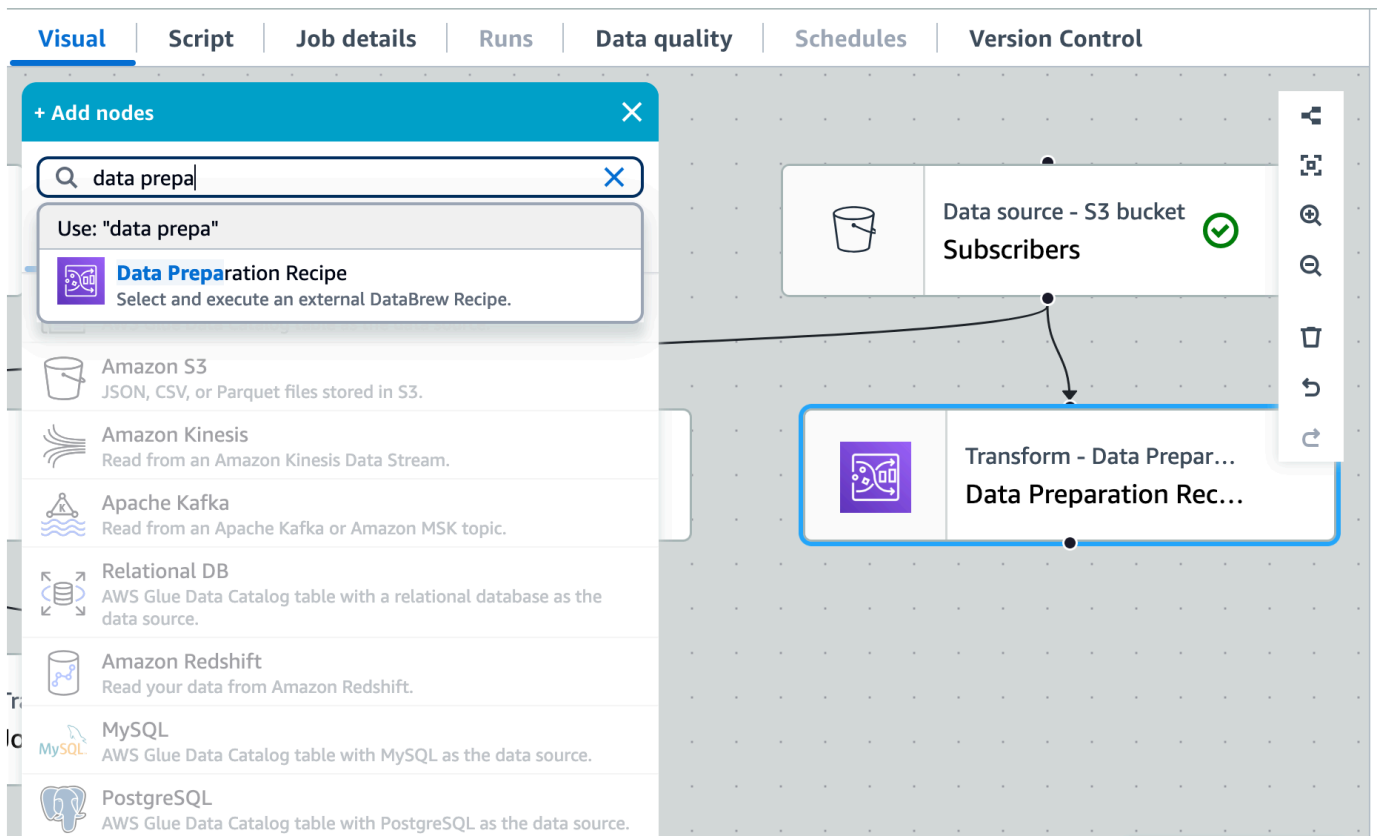 Visual
Script
Job details
Runs
Data quality
Schedules
Version Control
+ Add nodes
data prepa
Use: "data prepa"
Data Preparation Recipe
Select and execute an external DataBrew Recipe.
Amazon S3
JSON, CSV, or Parquet files stored in S3.
Amazon Kinesis
Read from an Amazon Kinesis Data Stream.
Apache Kafka
Read from an Apache Kafka or Amazon MSK topic.
Relational DB
AWS Glue Data Catalog table with a relational database as the
data source.
Amazon Redshift
Read your data from Amazon Redshift.
MySQL
MySQL
AWS Glue Data Catalog table with MySQL as the data source.
PostgreSQL
AWS Glue Data Catalog table with PostgreSQL as the data source.
Data source - S3 bucket
Subscribers
Transform - Data Prepar...
Data Preparation Rec...